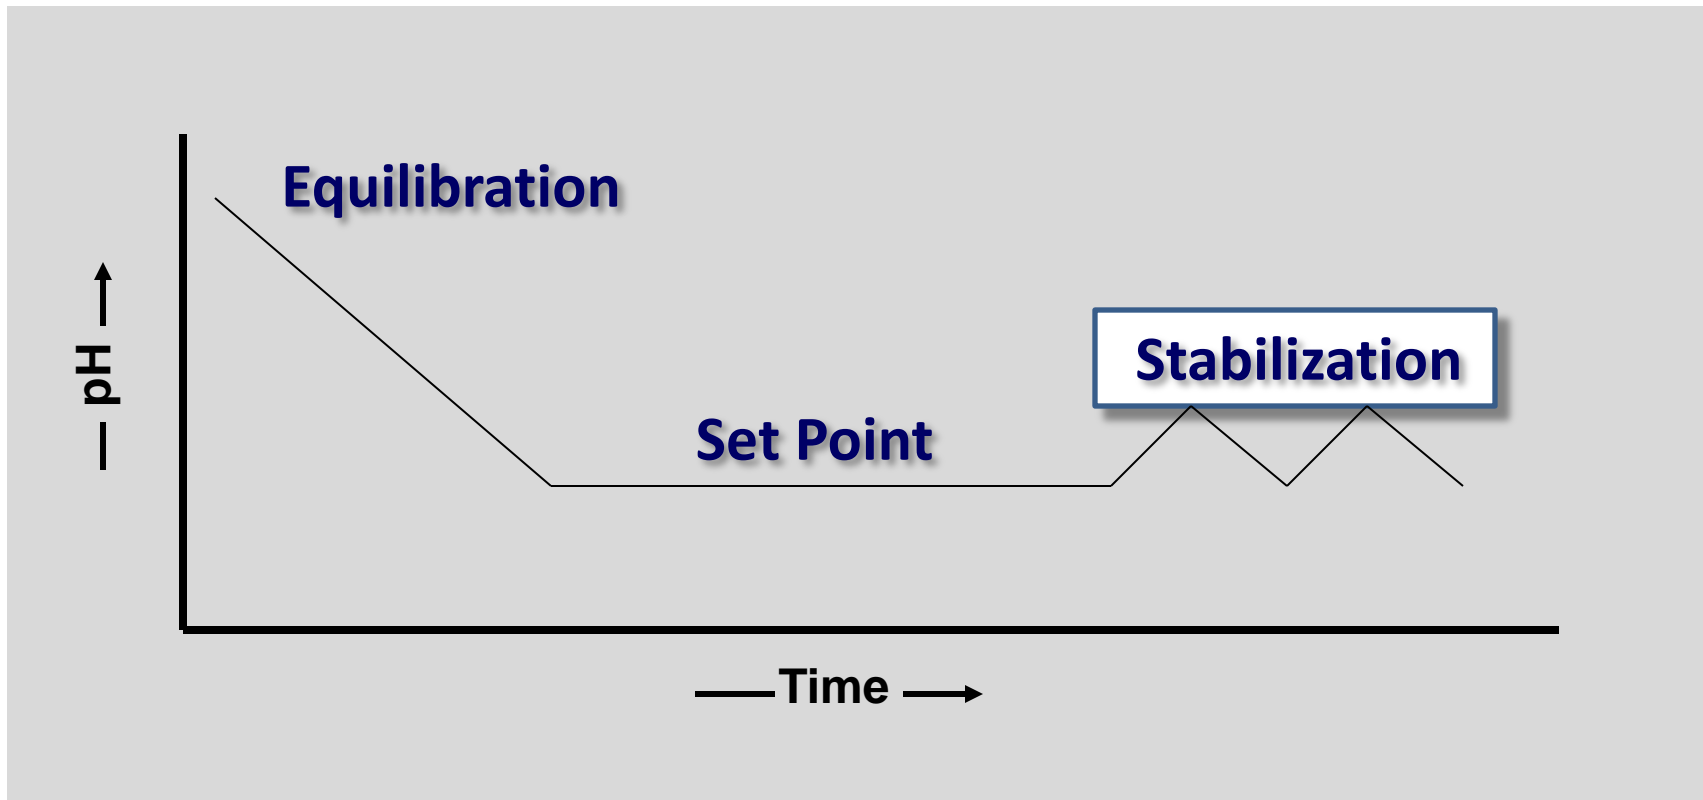 Equilibration
Stabilization
Set Point
pH
Time